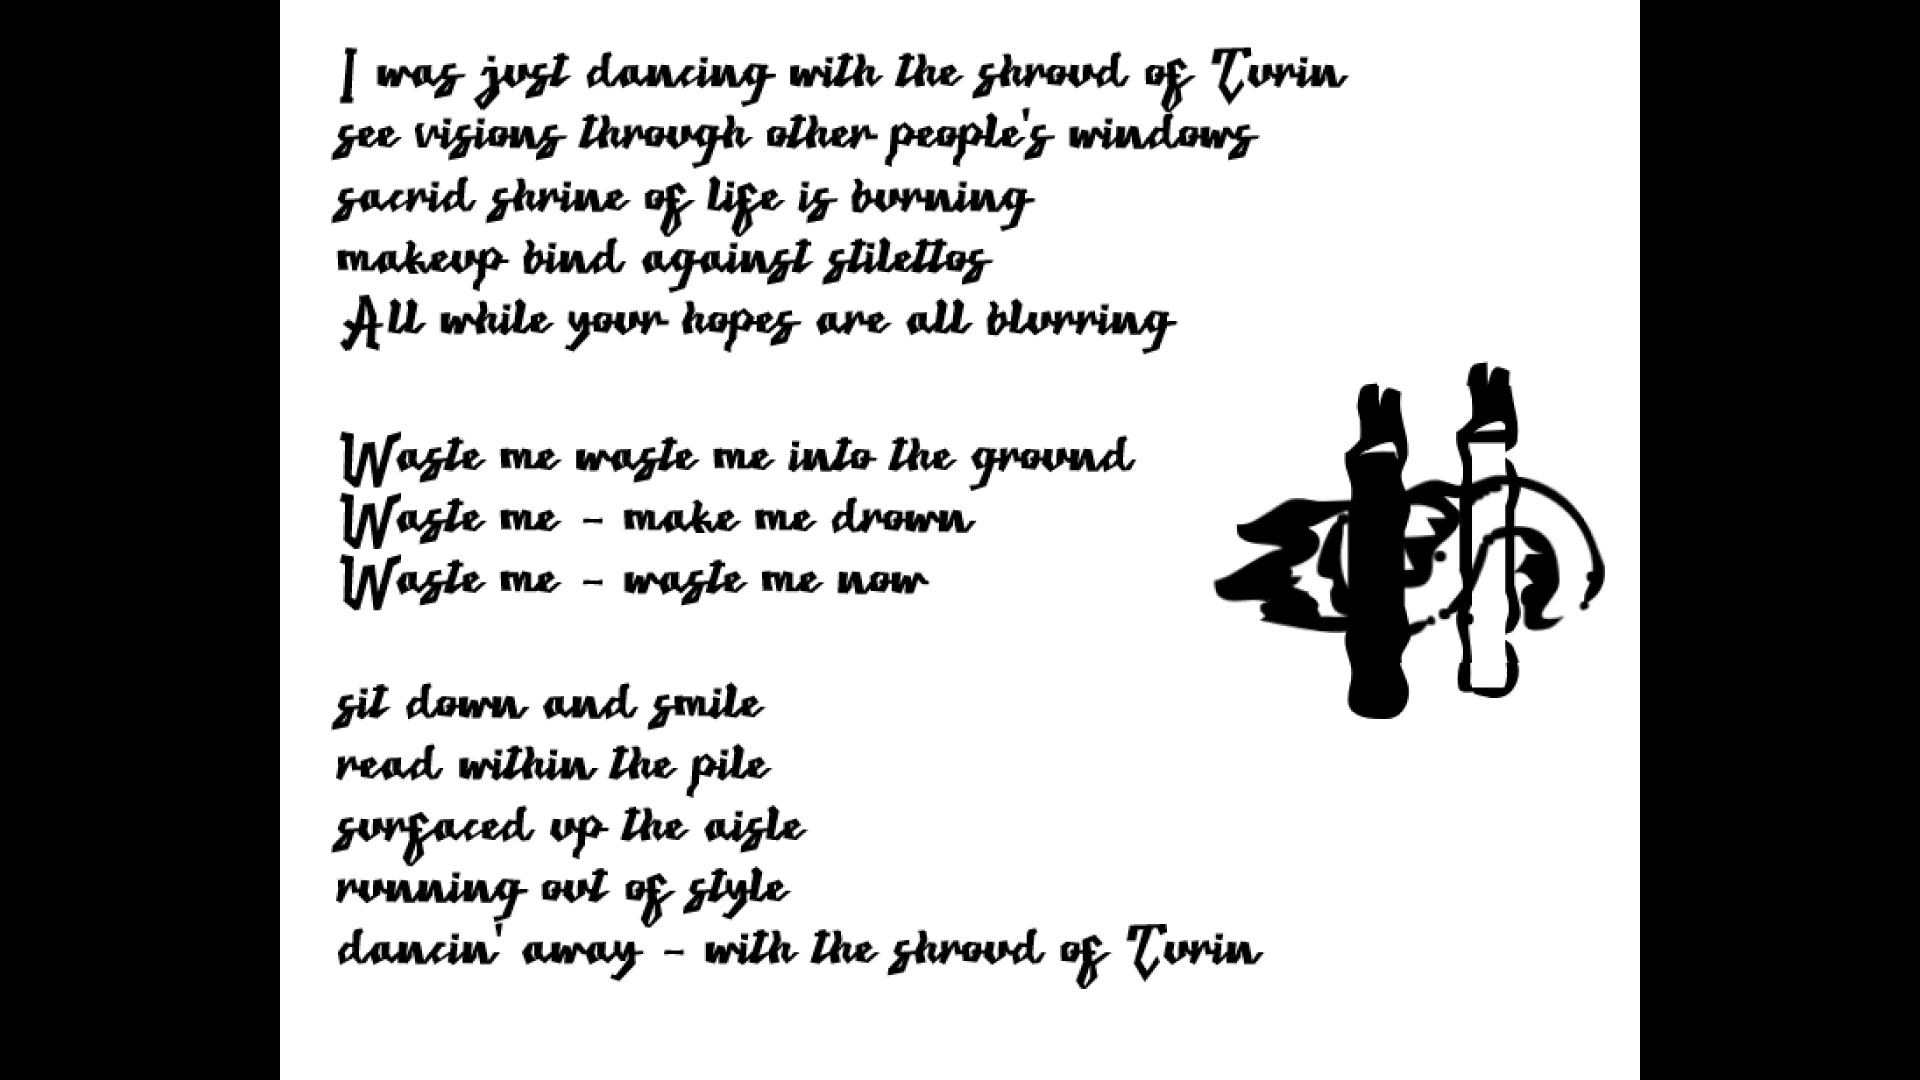 I was just dancing with the shroud of Turin
see visions through other people's windows
sacrid shrine of life is burning
makeup bind against stilettos
All while your hopes are all blurring
Waste me waste me into the ground
Waste me - make me drown
Waste me - waste me now
sit down and smile
read within the pile
surfaced up the aisle
running out of style
dancin' away - with the shroud of Turin